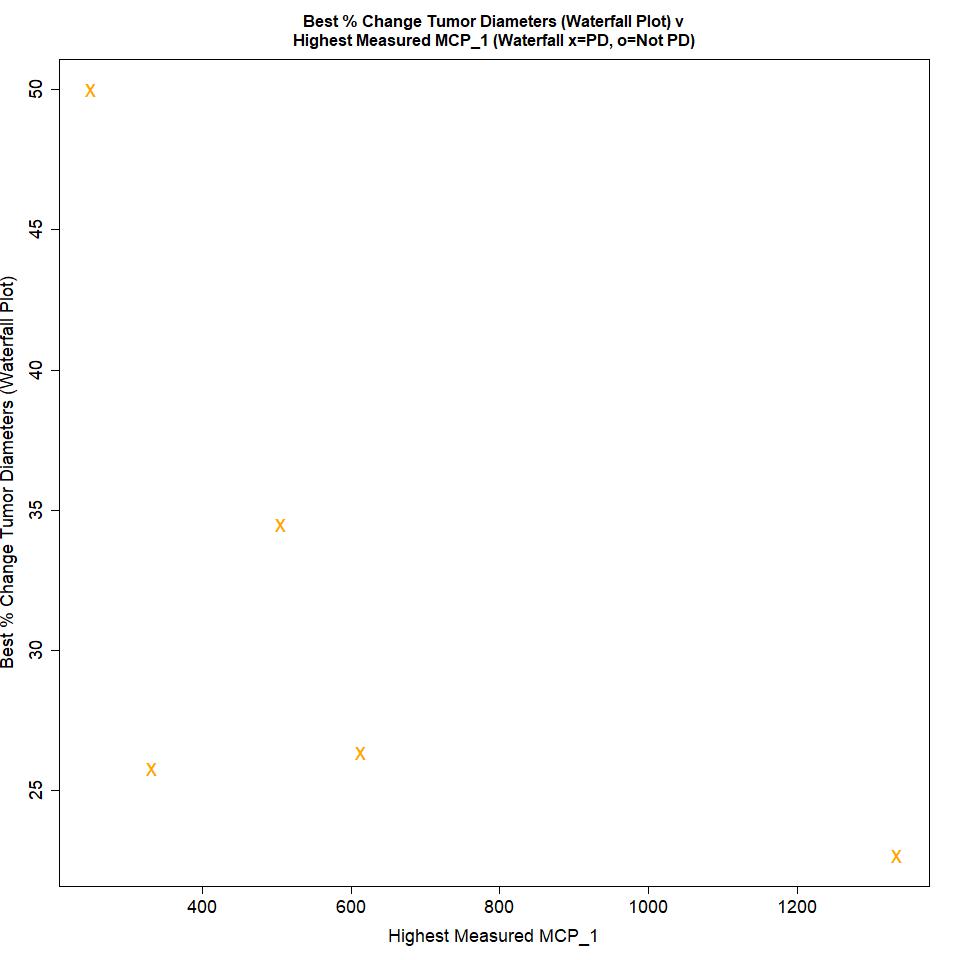 Best % Change Tumor Diameters (Waterfall Plot) v
Highest Measured MCP_1 (Waterfall x=PD, o=Not PD)
Best % Change Tumor Diameters (Waterfall Plot)
50
45
40
35
30
25
X
X
X
X
X
400 600 800 1000 1200
Highest Measured MCP_1